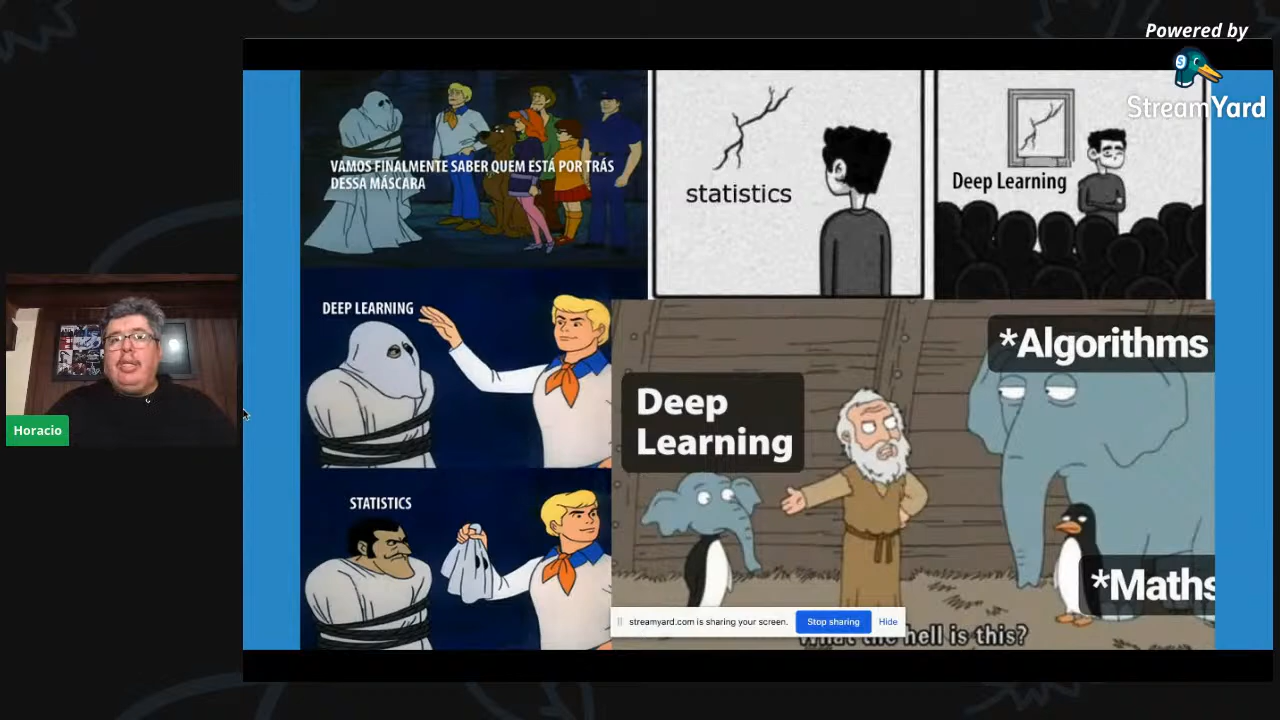 Powered by
StreamYard
VAMOS FINALMENTE SABER QUEM ESTÁ POR TRÁS
DESSA MÁSCARA
statistics
Deep Learning
DEEP LEARNING
*Algorithms
Deep
Learning
Horacio
STATISTICS
*Maths
streamyard.com is sharing your screen.
Stop sharing
Hide
What the hell is this?